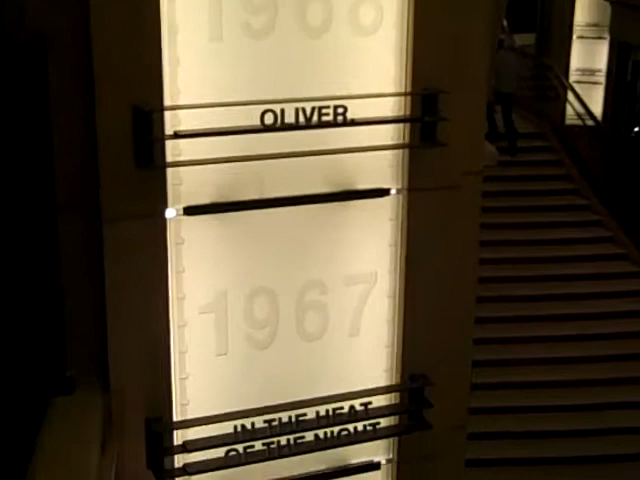 1968
OLIVER.
1967
IN THE HEAT
OF THE NIGHT